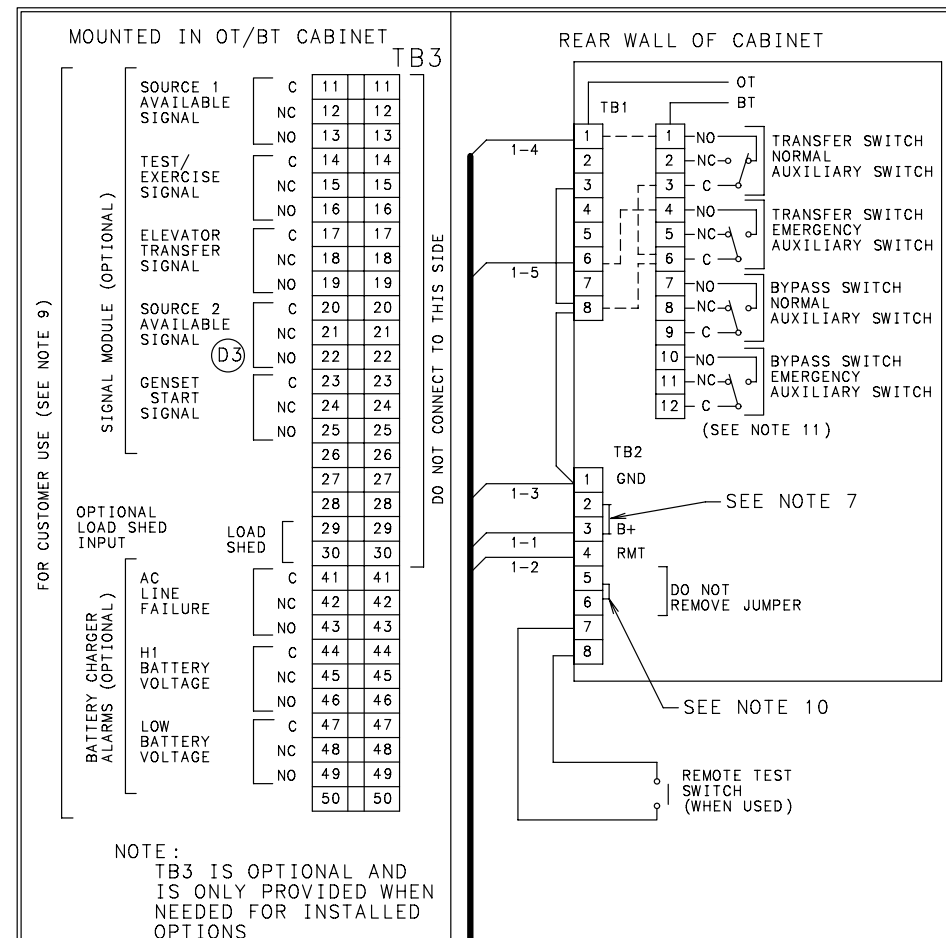 MOUNTED IN OT/BT CABINET
TB3
FOR CUSTOMER USE (SEE NOTE 9)
SIGNAL MODULE (OPTIONAL)
SOURCE 1
AVAILABLE
SIGNAL
C 11 11
NC 12 12
NO 13 13
TEST/
EXERCISE
SIGNAL
C 14 14
NC 15 15
NO 16 16
ELEVATOR
TRANSFER
SIGNAL
C 17 17
NC 18 18
NO 19 19
SOURCE 2
AVAILABLE
SIGNAL
D3
C 20 20
NC 21 21
NO 22 22
GENSET
START
SIGNAL
C 23 23
NC 24 24
NO 25 25
26 26
27 27
28 28
OPTIONAL
LOAD SHED
INPUT
LOAD
SHED
29 29
30 30
DO NOT CONNECT TO THIS SIDE
BATTERY CHARGER
ALARMS (OPTIONAL)
AC
LINE
FAILURE
C 41 41
NC 42 42
NO 43 43
H1
BATTERY
VOLTAGE
C 44 44
NC 45 45
NO 46 46
LOW
BATTERY
VOLTAGE
C 47 47
NC 48 48
NO 49 49
50 50
NOTE:
TB3 IS OPTIONAL AND
IS ONLY PROVIDED WHEN
NEEDED FOR INSTALLED
OPTIONS
REAR WALL OF CABINET
OT
BT
TB1
1
2
3
4
5
6
7
8
1-4
1-5
1 NO
2 NC
3 C
TRANSFER SWITCH
NORMAL
AUXILIARY SWITCH
4 NO
5 NC
6 C
TRANSFER SWITCH
EMERGENCY
AUXILIARY SWITCH
7 NO
8 NC
9 C
BYPASS SWITCH
NORMAL
AUXILIARY SWITCH
10 NO
11 NC
12 C
BYPASS SWITCH
EMERGENCY
AUXILIARY SWITCH
(SEE NOTE 11)
TB2
1-3
1 GND
2
SEE NOTE 7
1-1
3 B+
1-2
4 RMT
5
6
7
8
DO NOT
REMOVE JUMPER
SEE NOTE 10
REMOTE TEST
SWITCH
(WHEN USED)